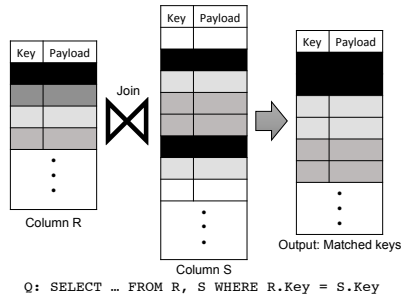 Key Payload
Join
Column R
Key Payload
Column S
Key Payload
Output: Matched keys
Q: SELECT … FROM R, S WHERE R.Key = S.Key